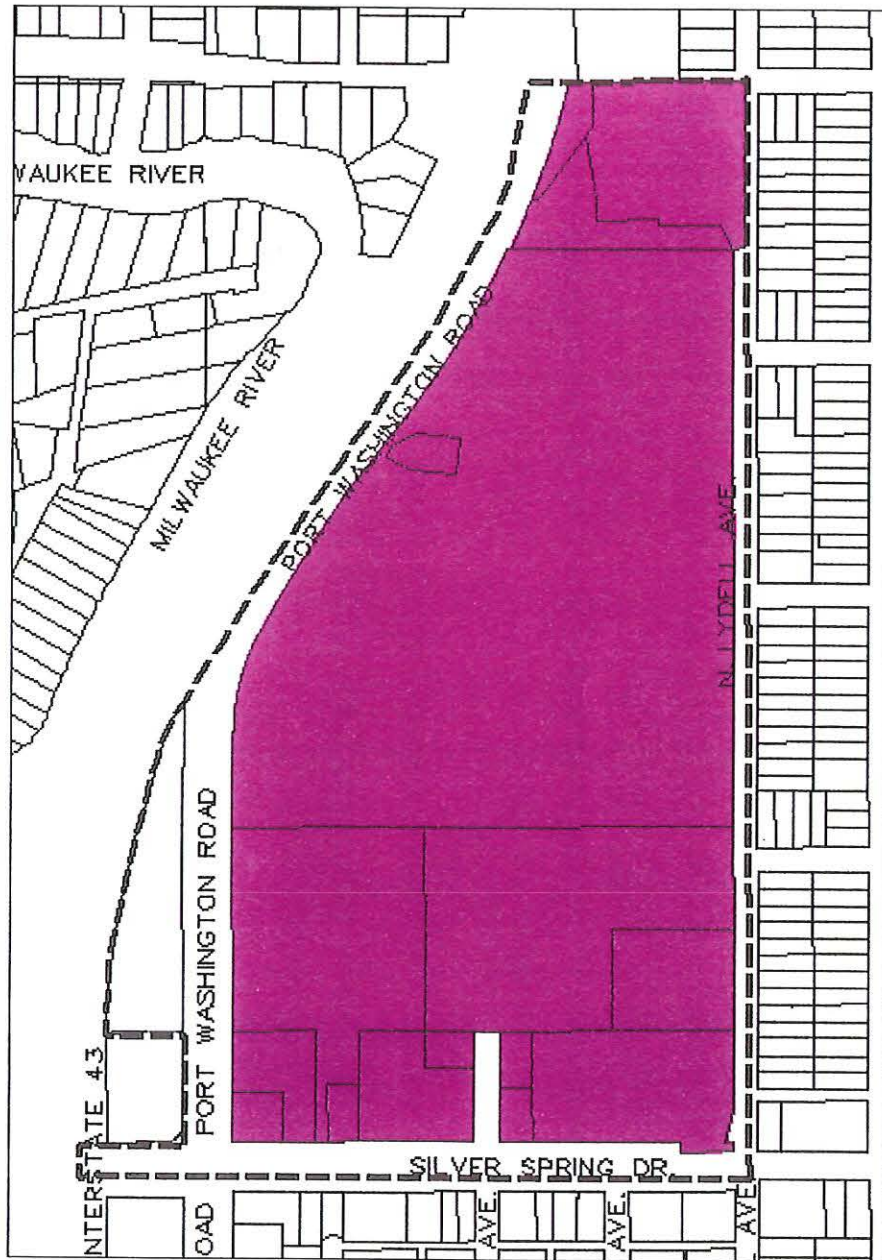 WAUKEE RIVER
MILWAUKEE RIVER
PORT WASHINGTON ROAD
N. LYDELL AVE
PORT WASHINGTON ROAD
NTERSTATE 43
SILVER SPRING DR.
OAD
AVE.
AVE.
AVE